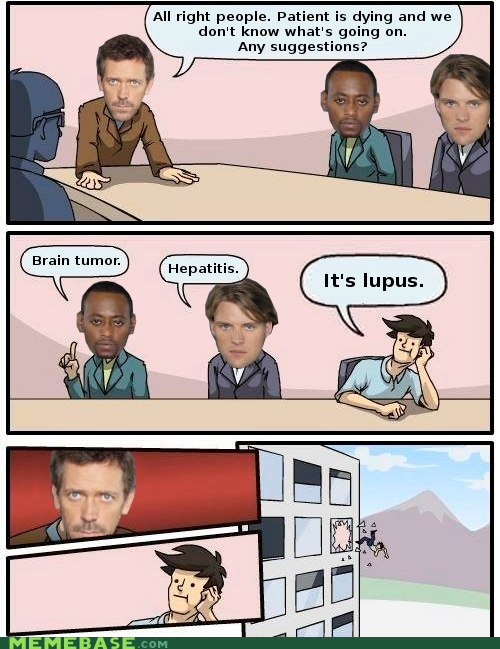 All right people. Patient is dying and we
don't know what's going on.
Any suggestions?
Brain tumor.
Hepatitis.
It's lupus.
MEMEBASE.COM